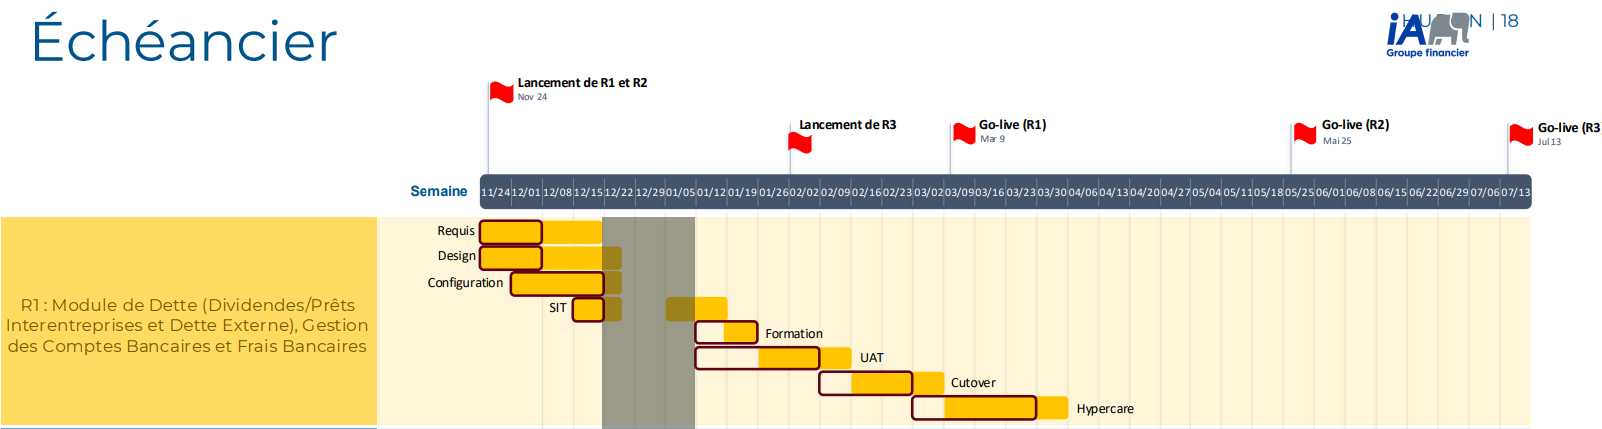 Échéancier
HURON | 18
iA
Groupe financier
Lancement de R1 et R2
Nov 24
Lancement de R3
Go-live (R1)
Mar 9
Go-live (R2)
Mai 25
Go-live (R3
Jul 13
Semaine
11/24 12/01 12/08 12/15 12/22 12/29 01/05 01/12 01/19 01/26 02/02 02/09 02/16 02/23 03/02 03/09 03/16 03/23 03/30 04/06 04/13 04/20 04/27 05/04 05/11 05/18 05/25 06/01 06/08 06/15 06/22 06/29 07/06 07/13
R1 : Module de Dette (Dividendes/Prêts
Interentreprises et Dette Externe), Gestion
des Comptes Bancaires et Frais Bancaires
Requis
Design
Configuration
SIT
Formation
UAT
Cutover
Hypercare